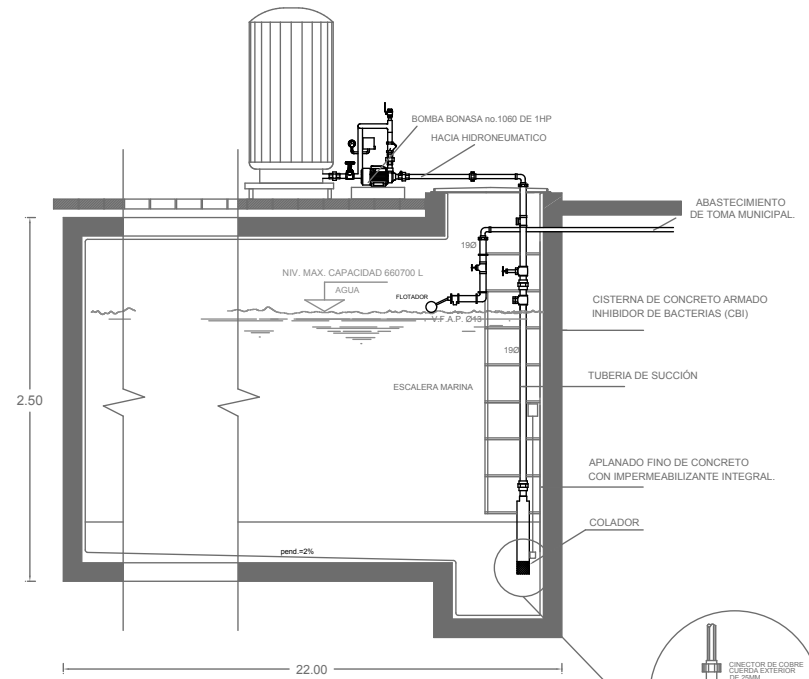 BOMBA BONASA no.1060 DE 1HP
HACIA HIDRONEUMATICO
ABASTECIMIENTO
DE TOMA MUNICIPAL.
19Ø
NIV. MAX. CAPACIDAD 660700 L
AGUA
FLOTADOR
V.F.A.P. Ø13
CISTERNA DE CONCRETO ARMADO
INHIBIDOR DE BACTERIAS (CBI)
19Ø
TUBERIA DE SUCCIÓN
ESCALERA MARINA
2.50
APLANADO FINO DE CONCRETO
CON IMPERMEABILIZANTE INTEGRAL.
COLADOR
pend.=2%
22.00
CINECTOR DE COBRE
CUERDA EXTERIOR
DE 25MM